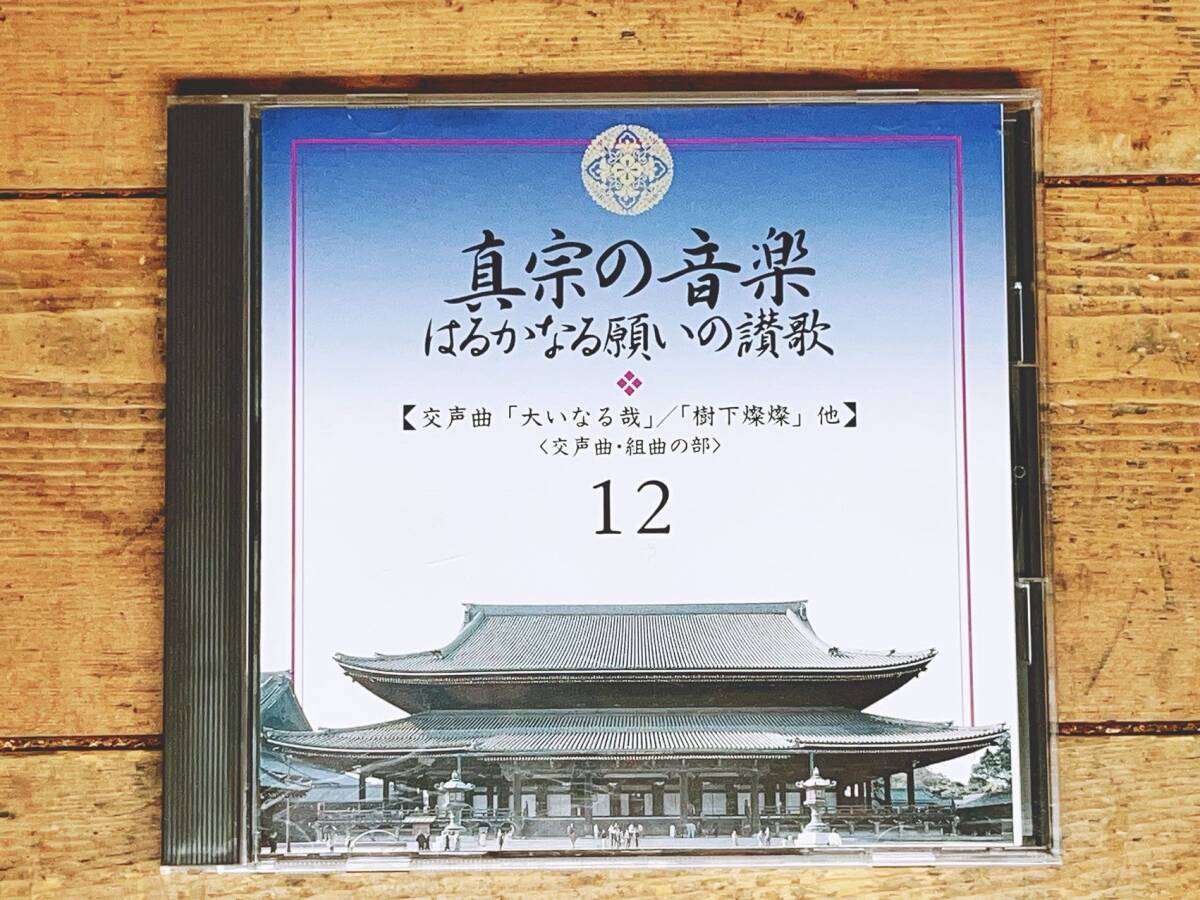 真宗の音楽
はるかなる願いの讃歌
【交声曲「大いなる哉」／「樹下燦燦」他】
〈交声曲・組曲の部〉
12